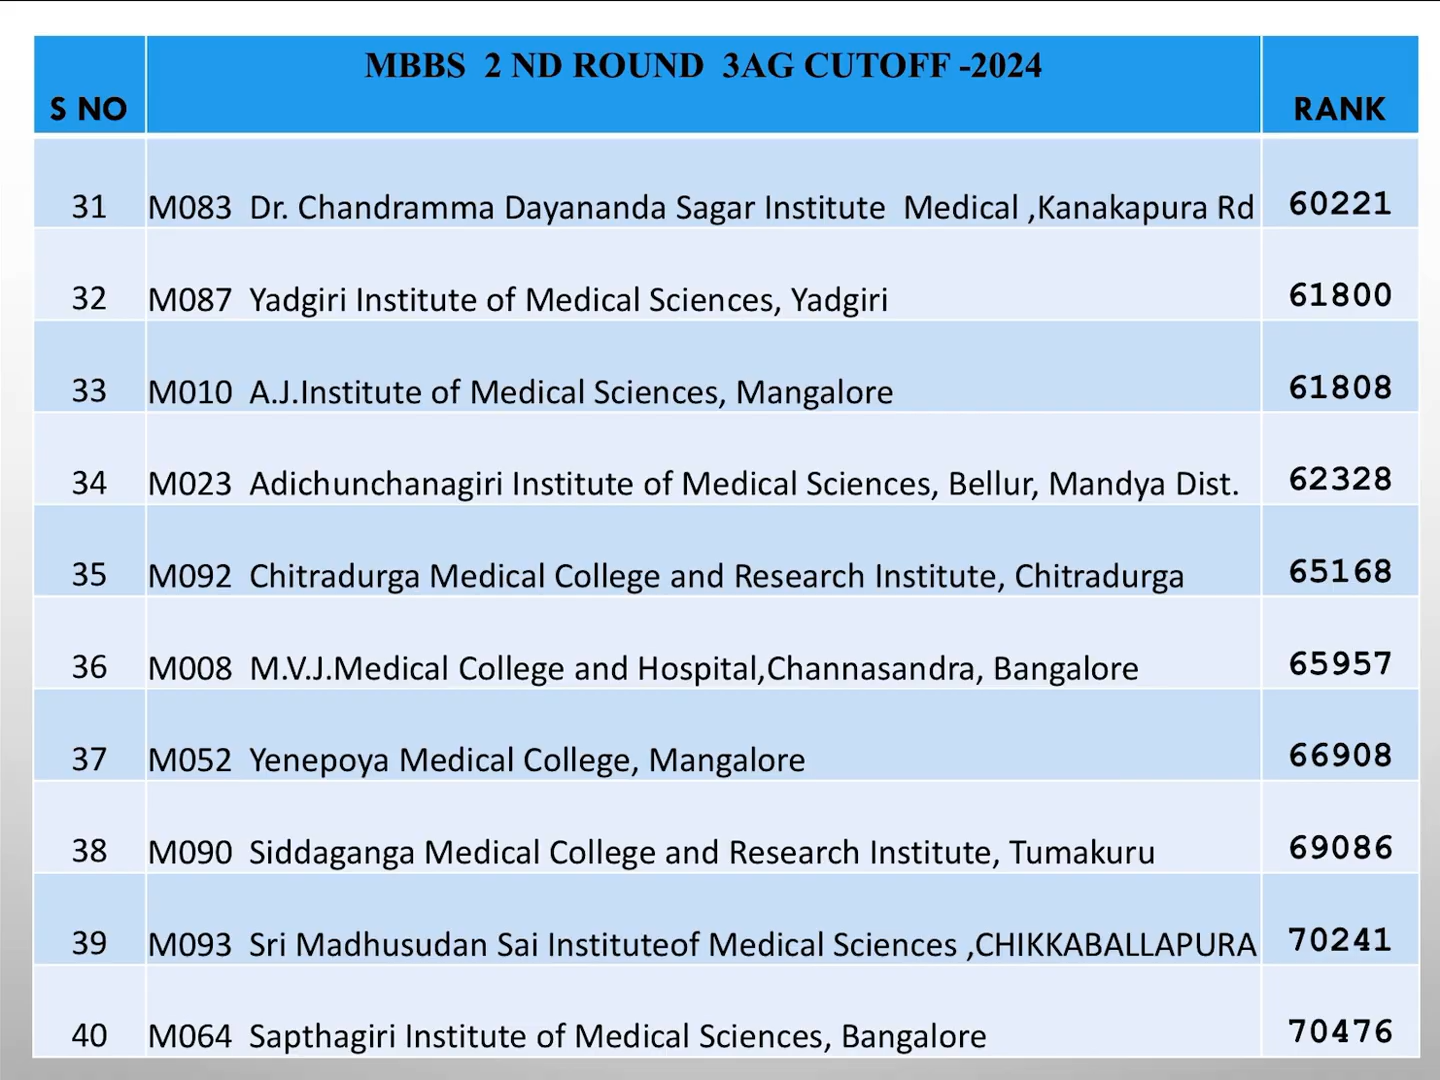 S NO MBBS 2 ND ROUND 3AG CUTOFF -2024 RANK
31 M083 Dr. Chandramma Dayananda Sagar Institute Medical ,Kanakapura Rd 60221
32 M087 Yadgiri Institute of Medical Sciences, Yadgiri 61800
33 M010 A.J.Institute of Medical Sciences, Mangalore 61808
34 M023 Adichunchanagiri Institute of Medical Sciences, Bellur, Mandya Dist. 62328
35 M092 Chitradurga Medical College and Research Institute, Chitradurga 65168
36 M008 M.V.J.Medical College and Hospital,Channasandra, Bangalore 65957
37 M052 Yenepoya Medical College, Mangalore 66908
38 M090 Siddaganga Medical College and Research Institute, Tumakuru 69086
39 M093 Sri Madhusudan Sai Instituteof Medical Sciences ,CHIKKABALLAPURA 70241
40 M064 Sapthagiri Institute of Medical Sciences, Bangalore 70476